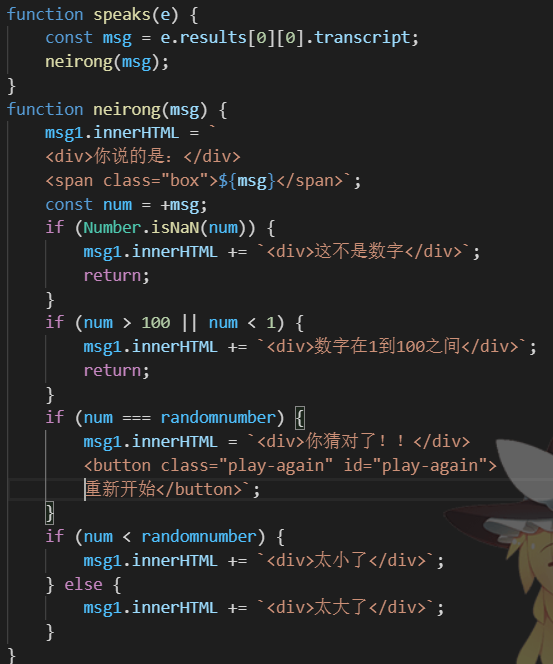 function speaks(e) {
    const msg = e.results[0][0].transcript;
    neirong(msg);
}
function neirong(msg) {
    msg1.innerHTML = `
    <div>你说的是：</div>
    <span class="box">${msg}</span>`;
    const num = +msg;
    if (Number.isNaN(num)) {
        msg1.innerHTML += `<div>这不是数字</div>`;
        return;
    }
    if (num > 100 || num < 1) {
        msg1.innerHTML += `<div>数字在1到100之间</div>`;
        return;
    }
    if (num === randomnumber) {
        msg1.innerHTML = `<div>你猜对了！！</div>
        <button class="play-again" id="play-again">
        重新开始</button>`;
    }
    if (num < randomnumber) {
        msg1.innerHTML += `<div>太小了</div>`;
    } else {
        msg1.innerHTML += `<div>太大了</div>`;
    }
}